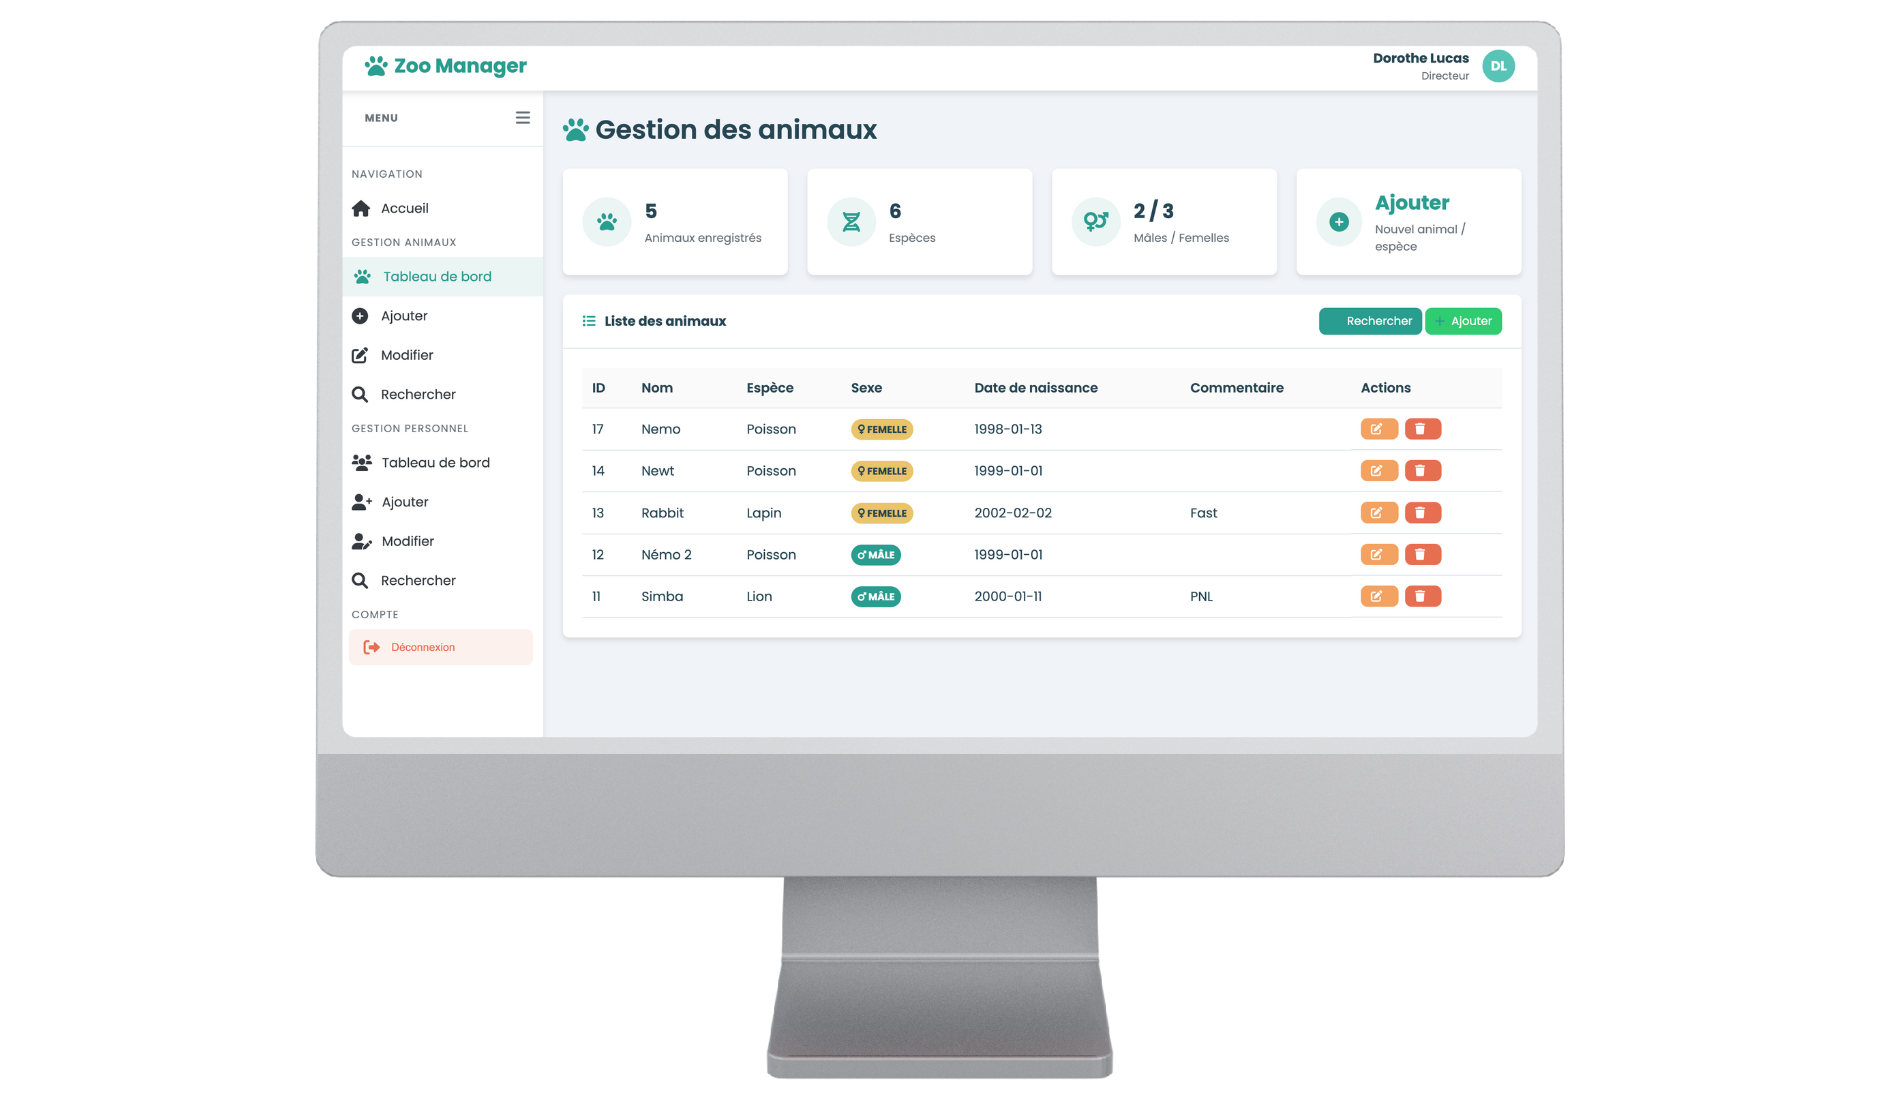 Zoo Manager
Dorothe Lucas
Directeur
DL
MENU
NAVIGATION
Accueil
GESTION ANIMAUX
Tableau de bord
Ajouter
Modifier
Rechercher
GESTION PERSONNEL
Tableau de bord
Ajouter
Modifier
Rechercher
COMPTE
Déconnexion
Gestion des animaux
5
Animaux enregistrés
6
Espèces
2 / 3
Mâles / Femelles
Ajouter
Nouvel animal /
espèce
Liste des animaux
Rechercher
+ Ajouter
ID Nom Espèce Sexe Date de naissance Commentaire Actions
17 Nemo Poisson ♀ FEMELLE 1998-01-13
14 Newt Poisson ♀ FEMELLE 1999-01-01
13 Rabbit Lapin ♀ FEMELLE 2002-02-02 Fast
12 Némo 2 Poisson ♂ MÂLE 1999-01-01
11 Simba Lion ♂ MÂLE 2000-01-11 PNL